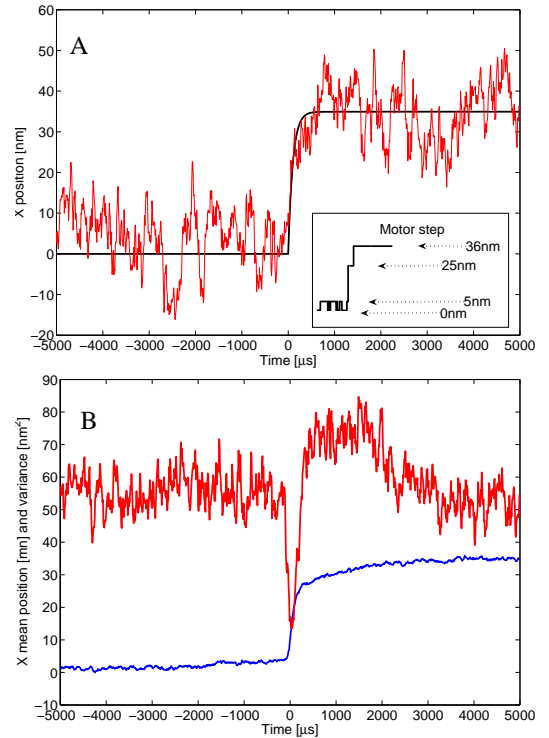 60
50
40
30
20
10
0
−10
−20
X position [nm]
A
Motor step
36nm
25nm
5nm
0nm
−5000 −4000 −3000 −2000 −1000 0 1000 2000 3000 4000 5000
Time [µs]
90
80
70
60
50
40
30
20
10
0
−10
X mean position [mn] and variance [nm²]
B
−5000 −4000 −3000 −2000 −1000 0 1000 2000 3000 4000 5000
Time [µs]